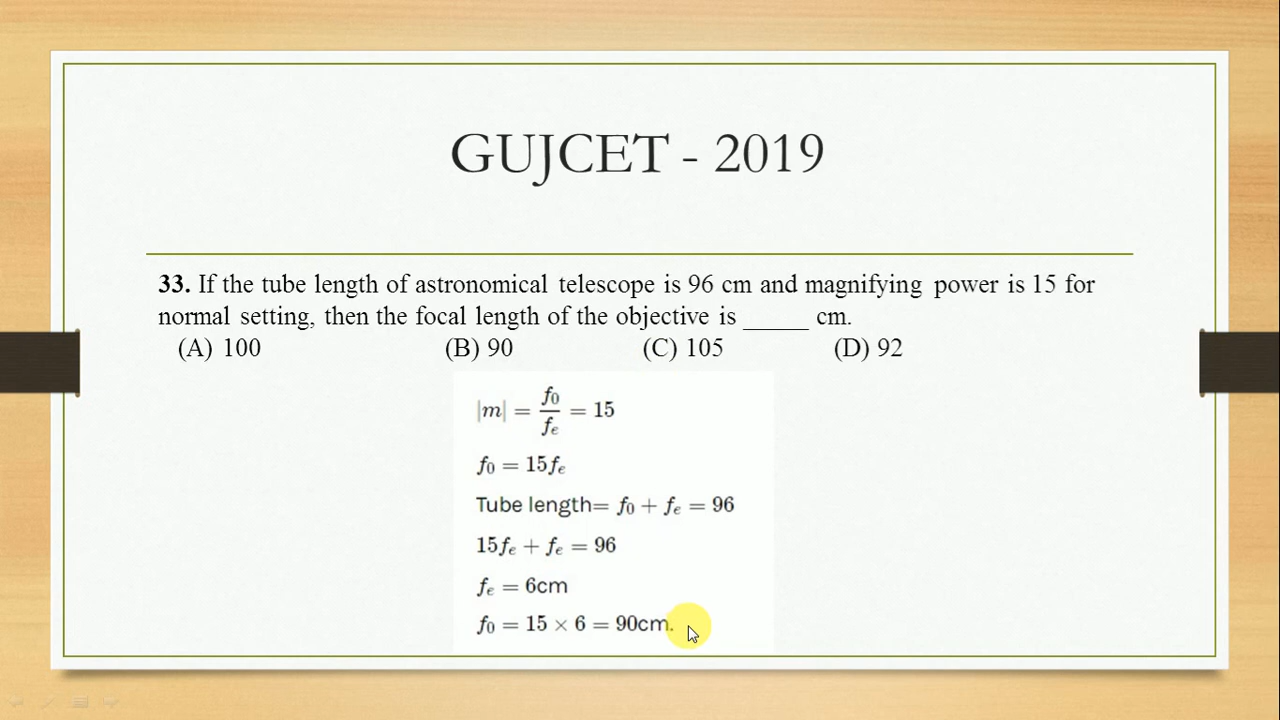 GUJCET - 2019
33. If the tube length of astronomical telescope is 96 cm and magnifying power is 15 for
normal setting, then the focal length of the objective is _____ cm.
(A) 100 (B) 90 (C) 105 (D) 92
|m| = f₀/fₑ = 15
f₀ = 15fₑ
Tube length= f₀ + fₑ = 96
15fₑ + fₑ = 96
fₑ = 6cm
f₀ = 15 × 6 = 90cm.